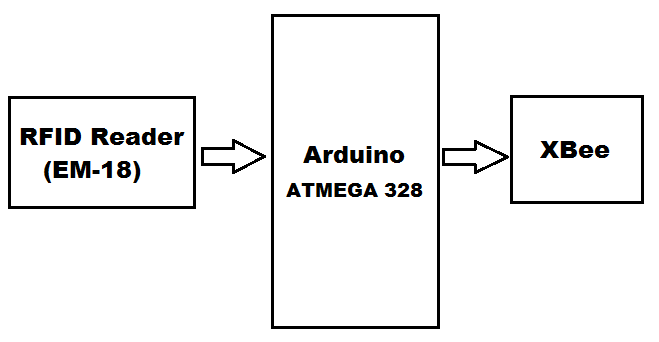 RFID Reader
(EM-18)
Arduino
ATMEGA 328
XBee